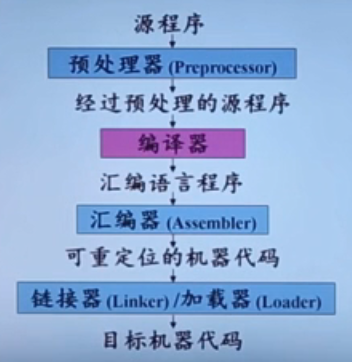 源程序
预处理器(Preprocessor)
经过预处理的源程序
编译器
汇编语言程序
汇编器(Assembler)
可重定位的机器代码
链接器(Linker)/加载器(Loader)
目标机器代码